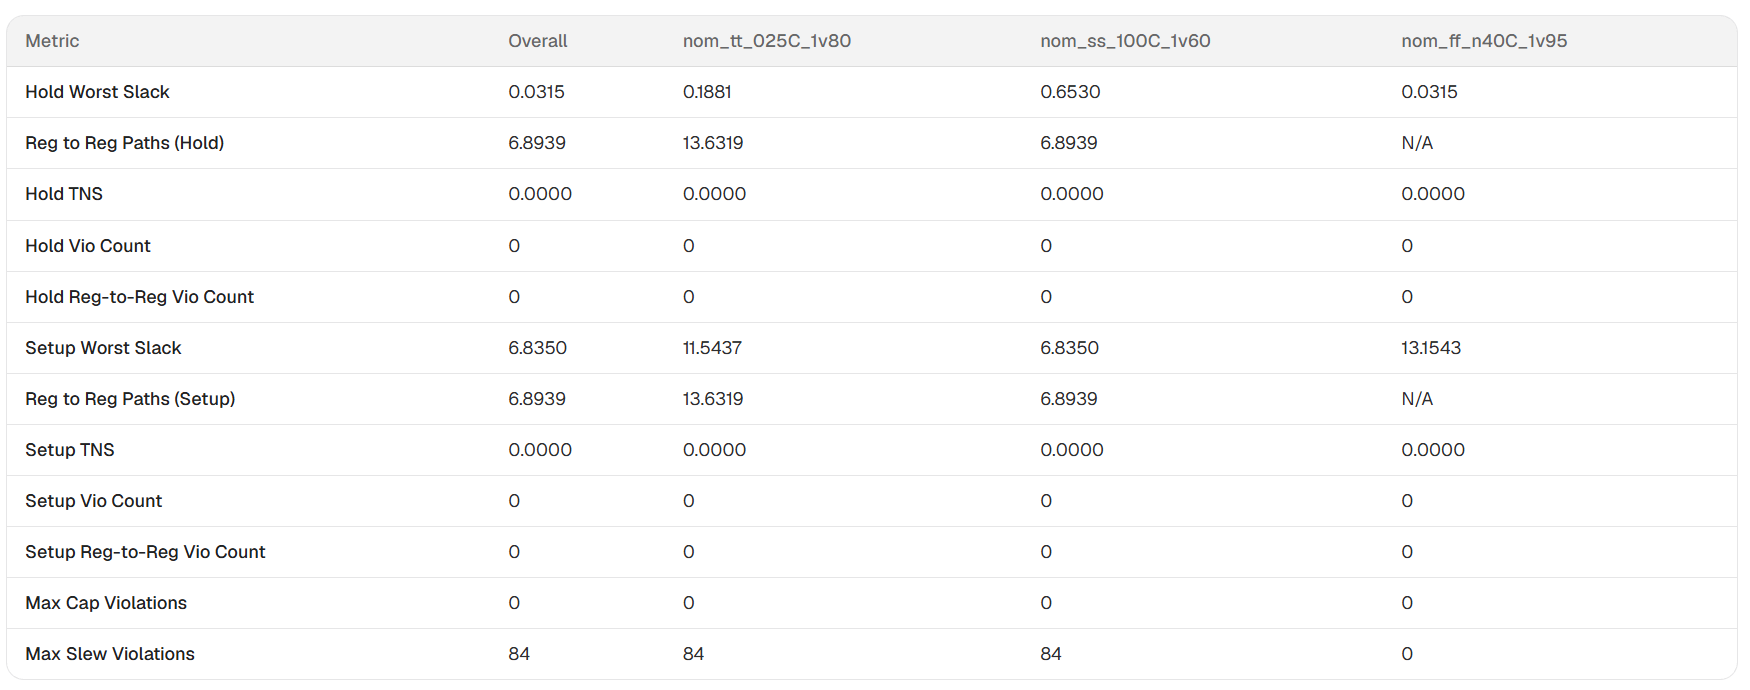 Metric Overall nom_tt_025C_1v80 nom_ss_100C_1v60 nom_ff_n40C_1v95
Hold Worst Slack 0.0315 0.1881 0.6530 0.0315
Reg to Reg Paths (Hold) 6.8939 13.6319 6.8939 N/A
Hold TNS 0.0000 0.0000 0.0000 0.0000
Hold Vio Count 0 0 0 0
Hold Reg-to-Reg Vio Count 0 0 0 0
Setup Worst Slack 6.8350 11.5437 6.8350 13.1543
Reg to Reg Paths (Setup) 6.8939 13.6319 6.8939 N/A
Setup TNS 0.0000 0.0000 0.0000 0.0000
Setup Vio Count 0 0 0 0
Setup Reg-to-Reg Vio Count 0 0 0 0
Max Cap Violations 0 0 0 0
Max Slew Violations 84 84 84 0